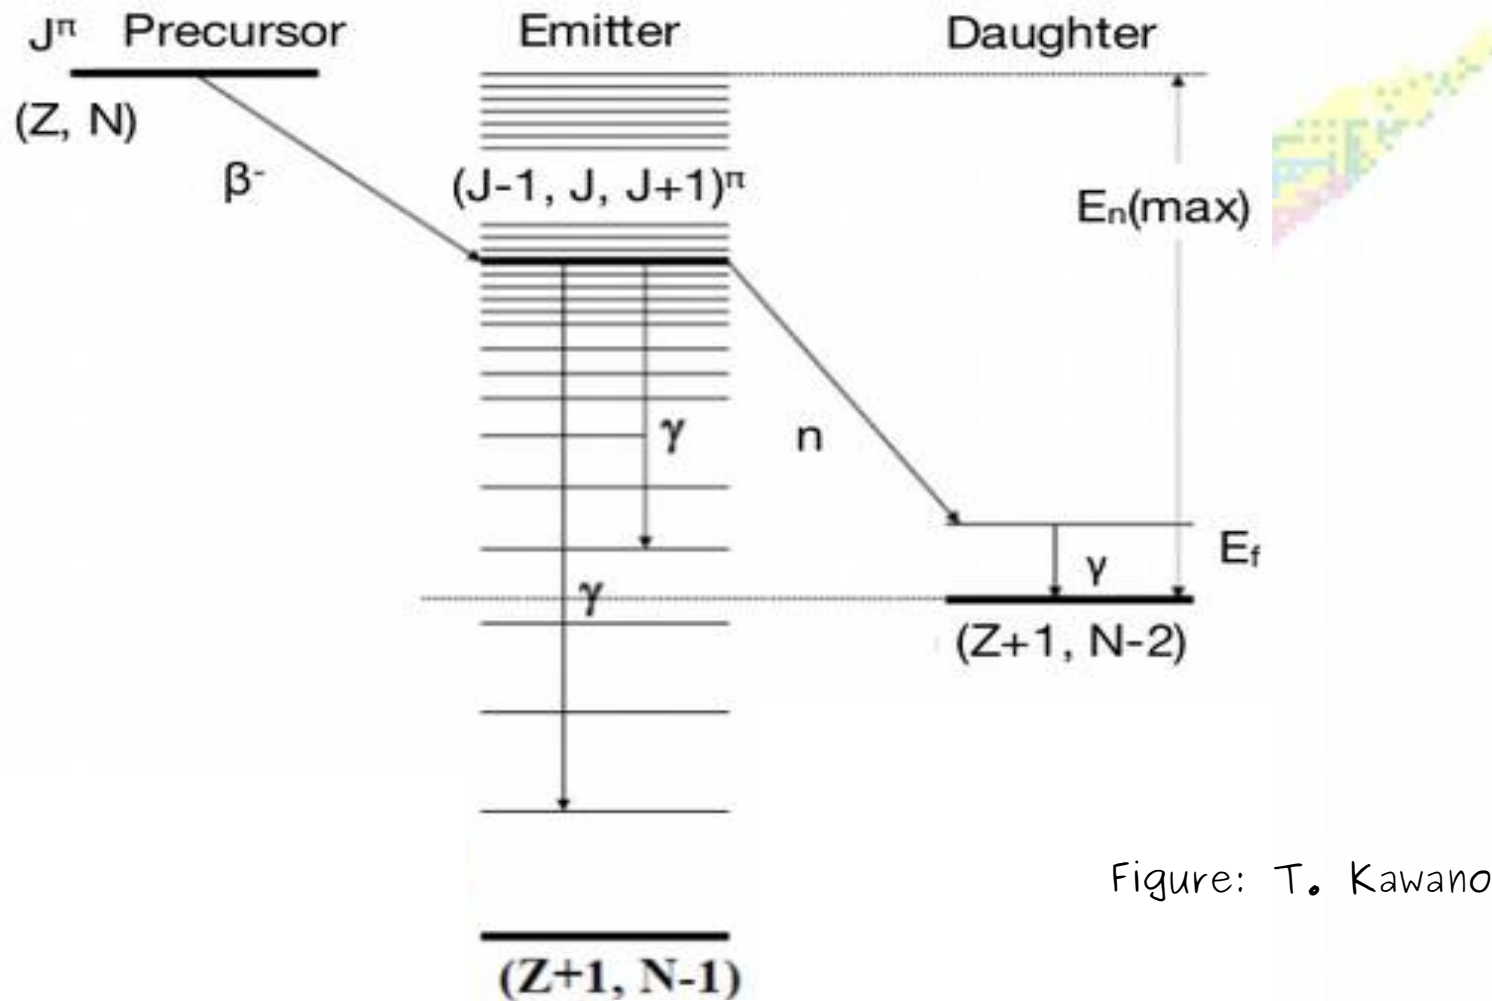 Jπ Precursor Emitter Daughter
(Z, N)
β-
(J-1, J, J+1)π
En(max)
γ
n
Ef
γ
γ
(Z+1, N-2)
Figure: T. Kawano
(Z+1, N-1)